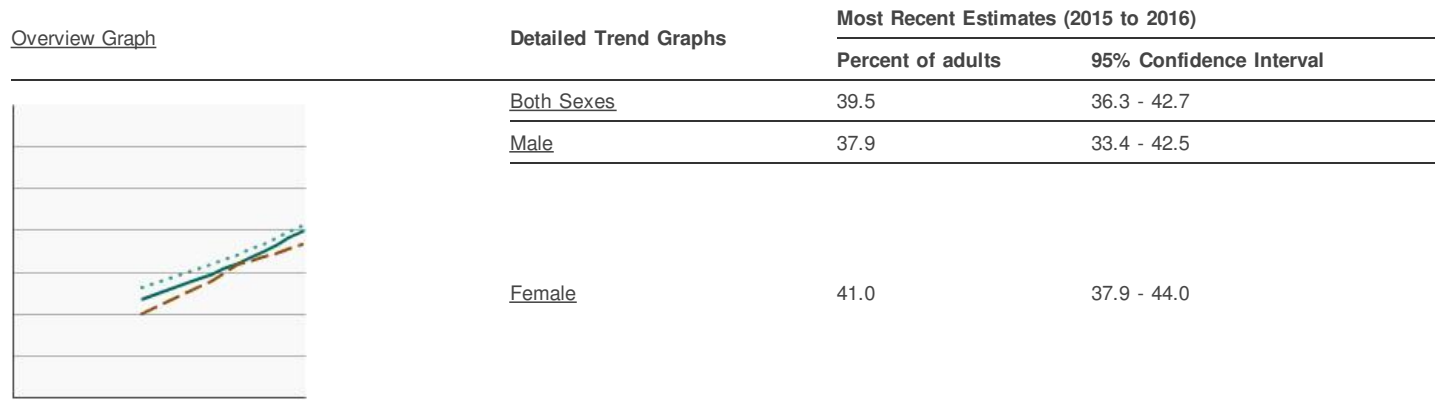 Overview Graph Detailed Trend Graphs Most Recent Estimates (2015 to 2016)
Percent of adults 95% Confidence Interval
Both Sexes 39.5 36.3 - 42.7
Male 37.9 33.4 - 42.5
Female 41.0 37.9 - 44.0